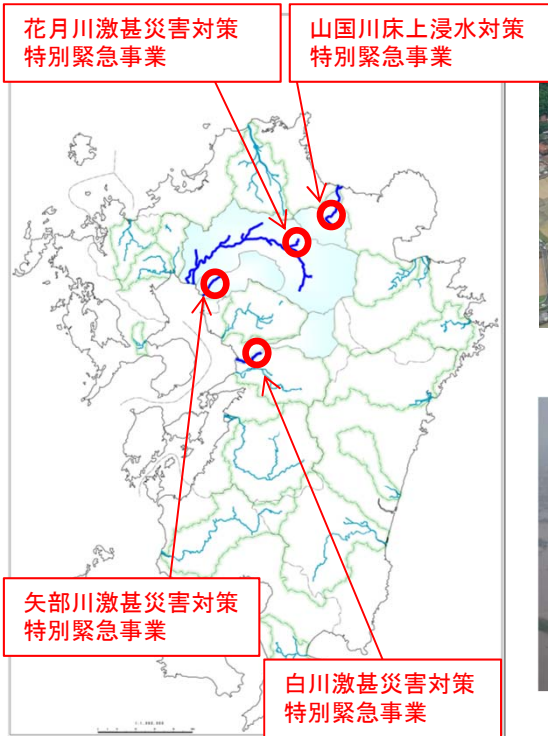 花月川激甚災害対策
特別緊急事業
山国川床上浸水対策
特別緊急事業
矢部川激甚災害対策
特別緊急事業
白川激甚災害対策
特別緊急事業